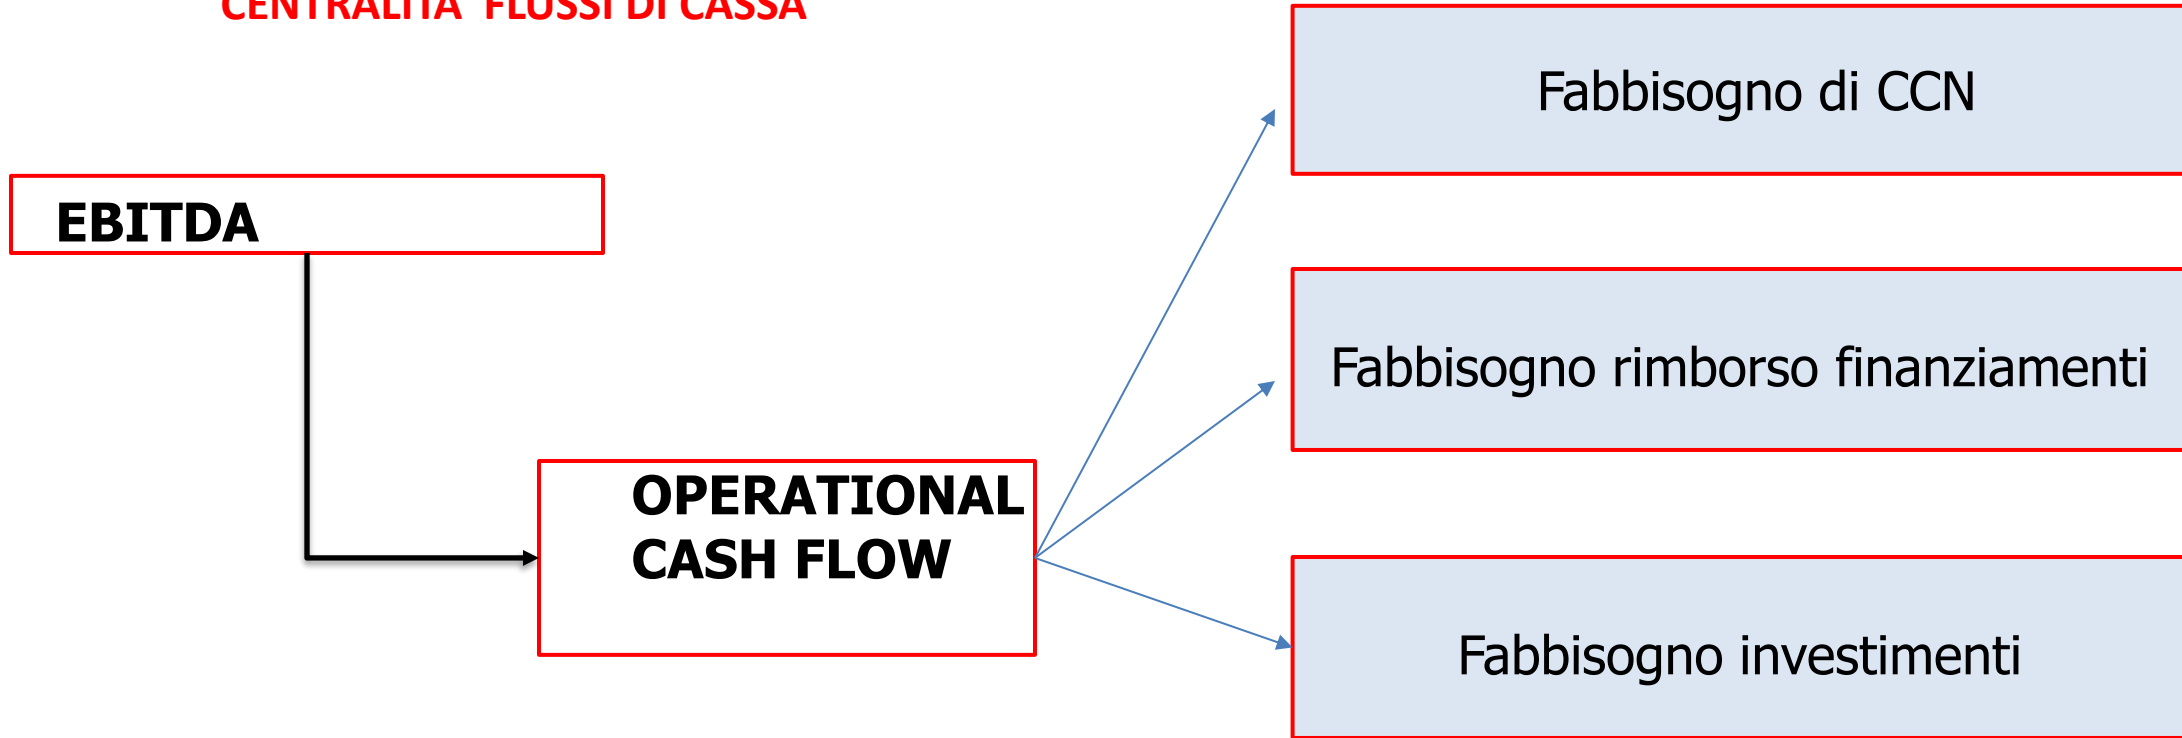 CENTRALITA' FLUSSI DI CASSA
Fabbisogno di CCN
EBITDA
Fabbisogno rimborso finanziamenti
OPERATIONAL
CASH FLOW
Fabbisogno investimenti